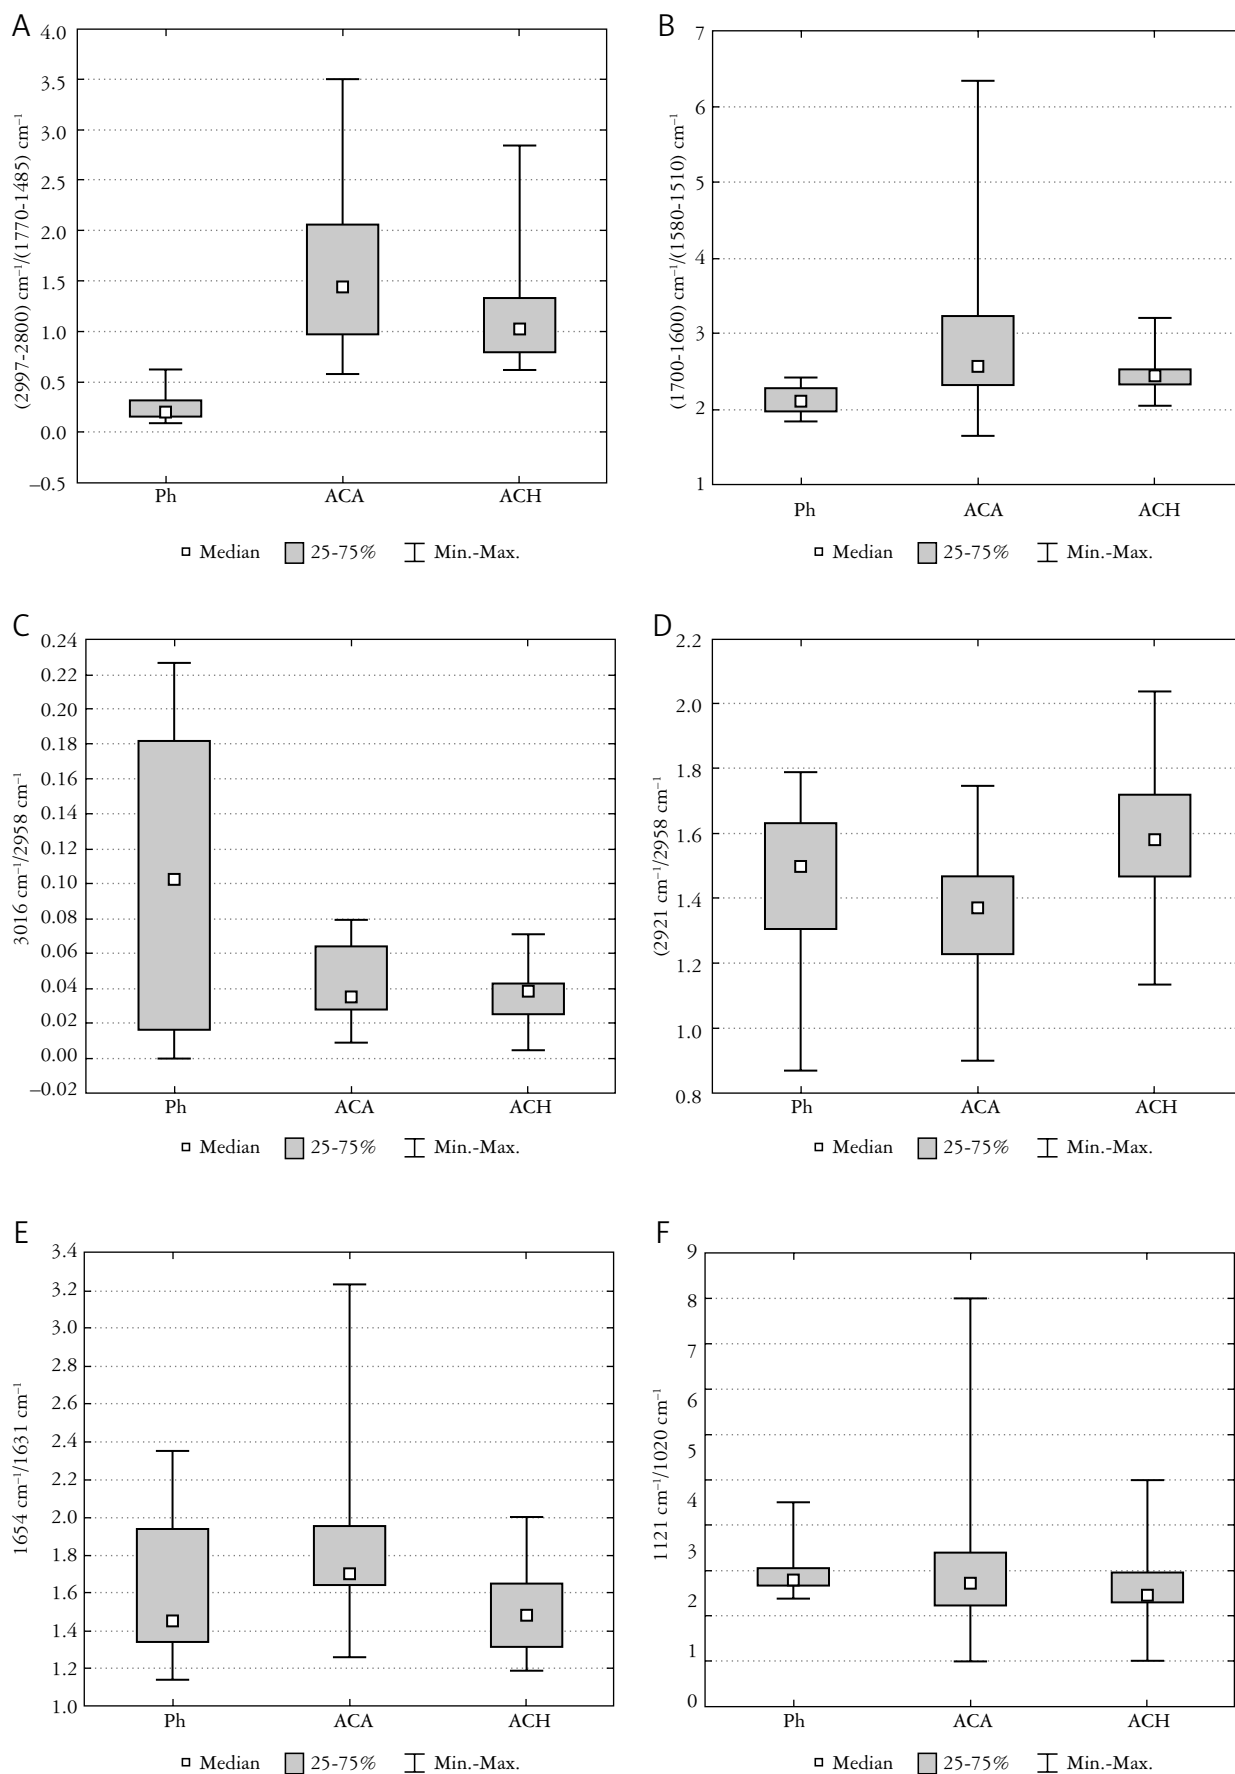 A
(2997-2800) cm⁻¹/(1770-1485) cm⁻¹
4.0
3.5
3.0
2.5
2.0
1.5
1.0
0.5
0.0
–0.5
Ph ACA ACH
Median 25-75% Min.-Max.
B
(1700-1600) cm⁻¹/(1580-1510) cm⁻¹
7
6
5
4
3
2
1
Ph ACA ACH
Median 25-75% Min.-Max.
C
3016 cm⁻¹/2958 cm⁻¹
0.24
0.22
0.20
0.18
0.16
0.14
0.12
0.10
0.08
0.06
0.04
0.02
0.00
–0.02
Ph ACA ACH
Median 25-75% Min.-Max.
D
(2921 cm⁻¹/2958 cm⁻¹
2.2
2.0
1.8
1.6
1.4
1.2
1.0
0.8
Ph ACA ACH
Median 25-75% Min.-Max.
E
1654 cm⁻¹/1631 cm⁻¹
3.4
3.2
3.0
2.8
2.6
2.4
2.2
2.0
1.8
1.6
1.4
1.2
1.0
Ph ACA ACH
Median 25-75% Min.-Max.
F
1121 cm⁻¹/1020 cm⁻¹
9
8
7
6
5
4
3
2
1
0
Ph ACA ACH
Median 25-75% Min.-Max.